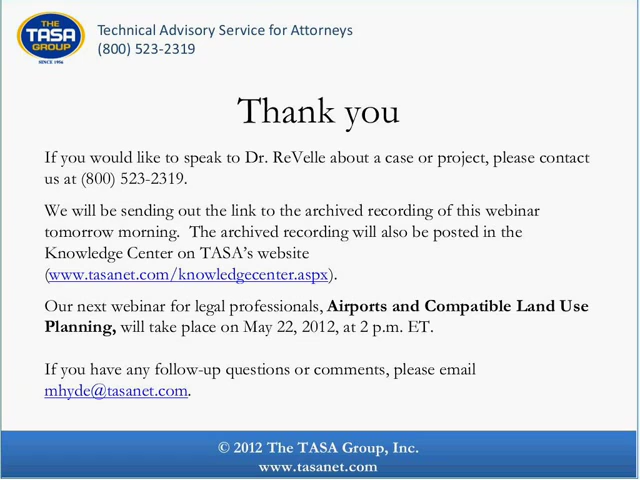 THE
TASA
GROUP
SINCE 1956
Technical Advisory Service for Attorneys
(800) 523-2319
Thank you
If you would like to speak to Dr. ReVelle about a case or project, please contact
us at (800) 523-2319.
We will be sending out the link to the archived recording of this webinar
tomorrow morning.  The archived recording will also be posted in the
Knowledge Center on TASA’s website
(www.tasanet.com/knowledgecenter.aspx).
Our next webinar for legal professionals, Airports and Compatible Land Use
Planning, will take place on May 22, 2012, at 2 p.m. ET.
If you have any follow-up questions or comments, please email
mhyde@tasanet.com.
© 2012 The TASA Group, Inc.
www.tasanet.com